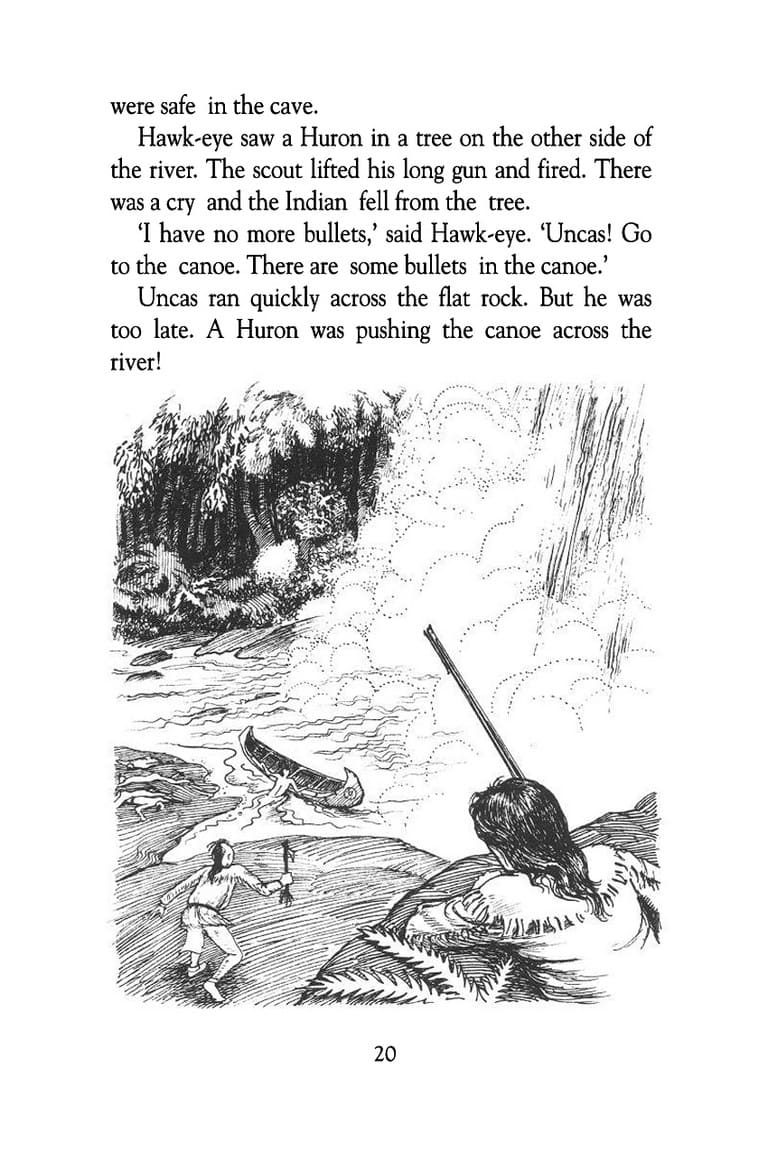 were safe in the cave.
Hawk-eye saw a Huron in a tree on the other side of
the river. The scout lifted his long gun and fired. There
was a cry and the Indian fell from the tree.
‘I have no more bullets,’ said Hawk-eye. ‘Uncas! Go
to the canoe. There are some bullets in the canoe.’
Uncas ran quickly across the flat rock. But he was
too late. A Huron was pushing the canoe across the
river!
20